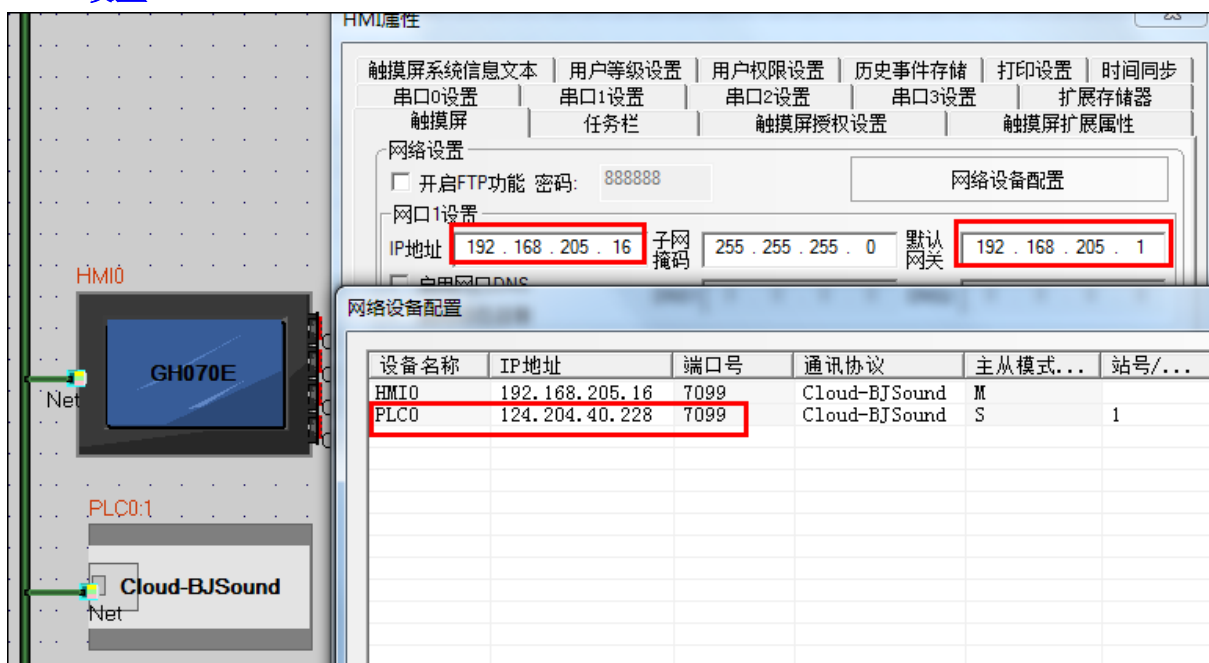 HMI属性
触摸屏系统信息文本 用户等级设置 用户权限设置 历史事件存储 打印设置 时间同步
串口0设置 串口1设置 串口2设置 串口3设置 扩展存储器
触摸屏 任务栏 触摸屏授权设置 触摸屏扩展属性
网络设置
开启FTP功能 密码: 888888 网络设备配置
网口1设置
IP地址 192 . 168 . 205 . 16 子网掩码 255 . 255 . 255 . 0 默认网关 192 . 168 . 205 . 1
启用网口DNS
HMI0
GH070E
Net
PLC0:1
Cloud-BJSound
Net
网络设备配置
设备名称 IP地址 端口号 通讯协议 主从模式... 站号/...
HMI0 192.168.205.16 7099 Cloud-BJSound M
PLC0 124.204.40.228 7099 Cloud-BJSound S 1